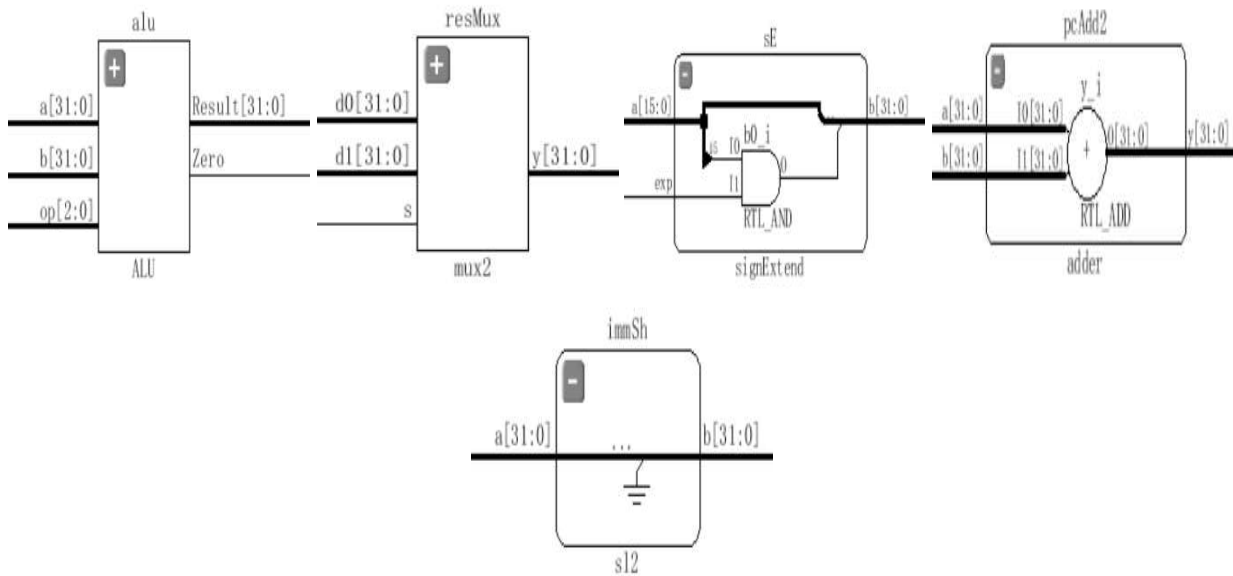 alu
+
a[31:0]
b[31:0]
op[2:0]
Result[31:0]
Zero
ALU
resMux
+
d0[31:0]
d1[31:0]
s
y[31:0]
mux2
sE
-
a[15:0]
exp
b0_i
15
I0
I1
O
RTL_AND
...
b[31:0]
signExtend
pcAdd2
-
a[31:0]
b[31:0]
y_i
I0[31:0]
I1[31:0]
+
O[31:0]
RTL_ADD
y[31:0]
adder
immSh
-
a[31:0]
...
b[31:0]
sl2